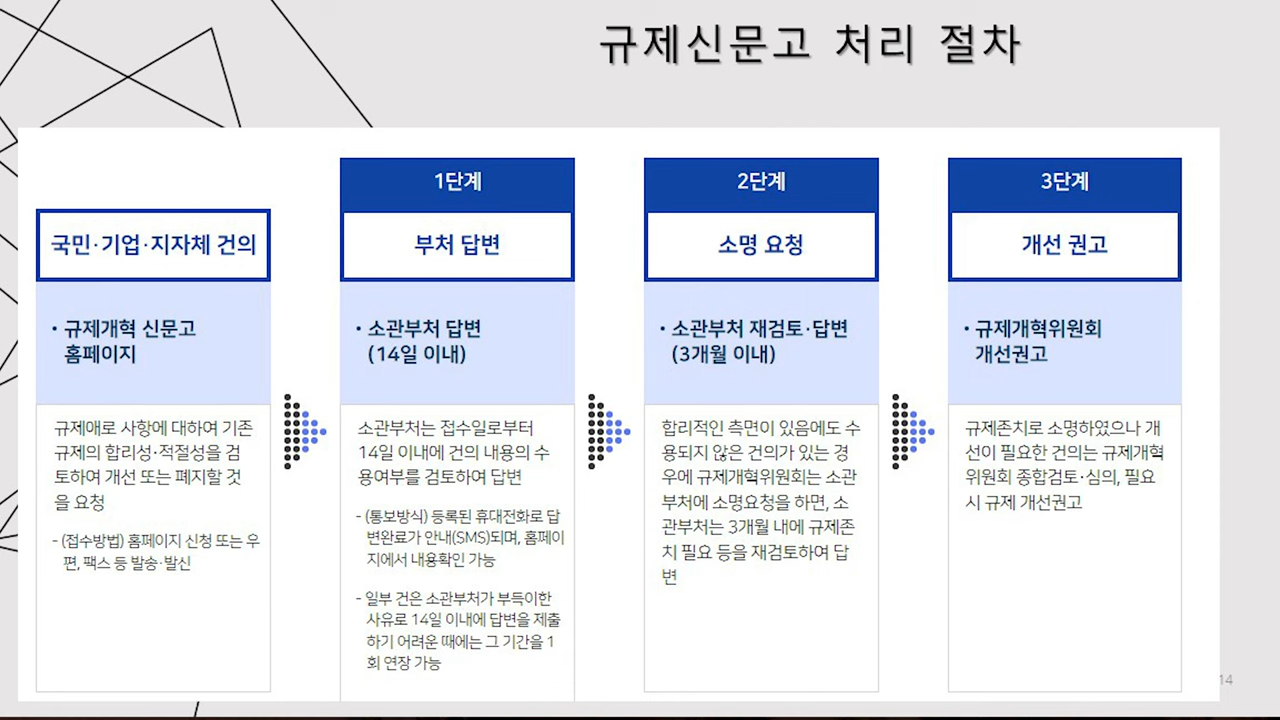 규제신문고 처리 절차
국민·기업·지자체 건의
• 규제개혁 신문고
홈페이지
규제애로 사항에 대하여 기존
규제의 합리성·적절성을 검
토하여 개선 또는 폐지할 것
을 요청
- (접수방법) 홈페이지 신청 또는 우
편, 팩스 등 발송·발신
1단계
부처 답변
• 소관부처 답변
(14일 이내)
소관부처는 접수일로부터
14일 이내에 건의 내용의 수
용여부를 검토하여 답변
- (통보방식) 등록된 휴대전화로 답
변완료가 안내(SMS)되며, 홈페이
지에서 내용확인 가능
- 일부 건은 소관부처가 부득이한
사유로 14일 이내에 답변을 제출
하기 어려운 때에는 그 기간을 1
회 연장 가능
2단계
소명 요청
• 소관부처 재검토·답변
(3개월 이내)
합리적인 측면이 있음에도 수
용되지 않은 건의가 있는 경
우에 규제개혁위원회는 소관
부처에 소명요청을 하면, 소
관부처는 3개월 내에 규제존
치 필요 등을 재검토하여 답
변
3단계
개선 권고
• 규제개혁위원회
개선권고
규제존치로 소명하였으나 개
선이 필요한 건의는 규제개혁
위원회 종합검토·심의, 필요
시 규제 개선권고
14